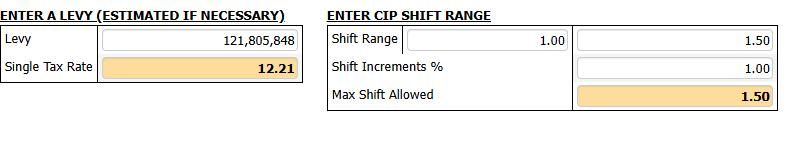 ENTER A LEVY (ESTIMATED IF NECESSARY)
Levy 121,805,848
Single Tax Rate 12.21
ENTER CIP SHIFT RANGE
Shift Range 1.00 1.50
Shift Increments % 1.00
Max Shift Allowed 1.50